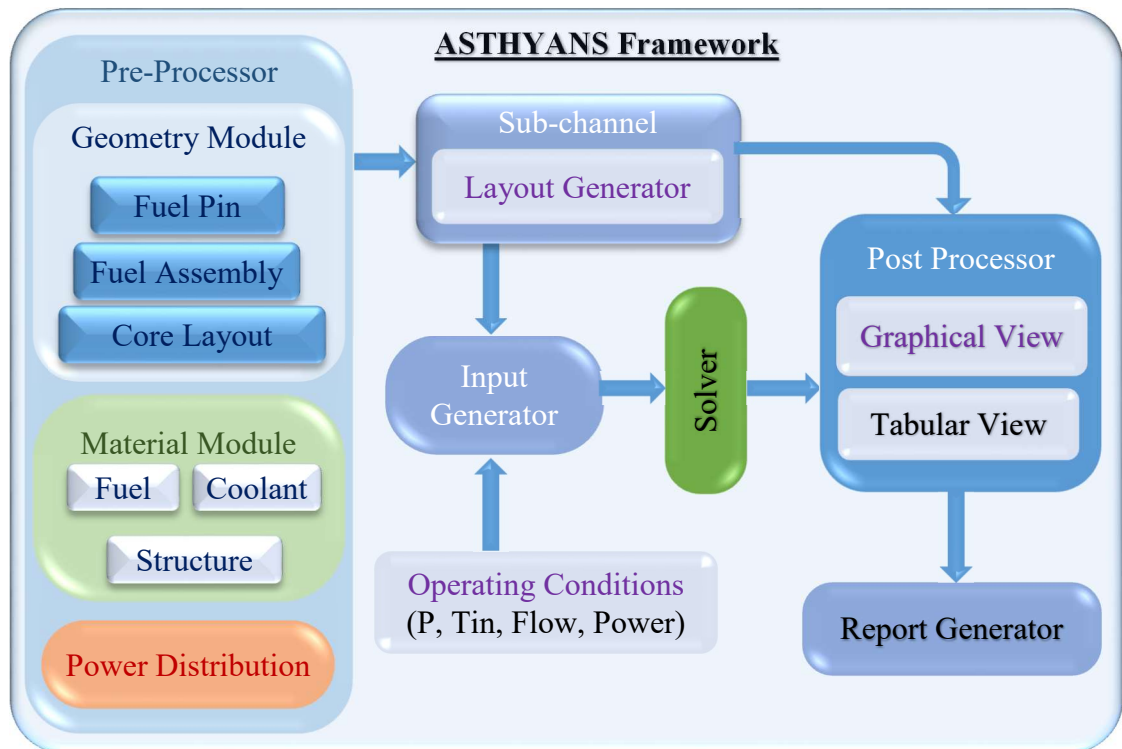 ASTHYANS Framework
Pre-Processor
Geometry Module
Fuel Pin
Fuel Assembly
Core Layout
Material Module
Fuel
Coolant
Structure
Power Distribution
Sub-channel
Layout Generator
Input
Generator
Operating Conditions
(P, Tin, Flow, Power)
Solver
Post Processor
Graphical View
Tabular View
Report Generator